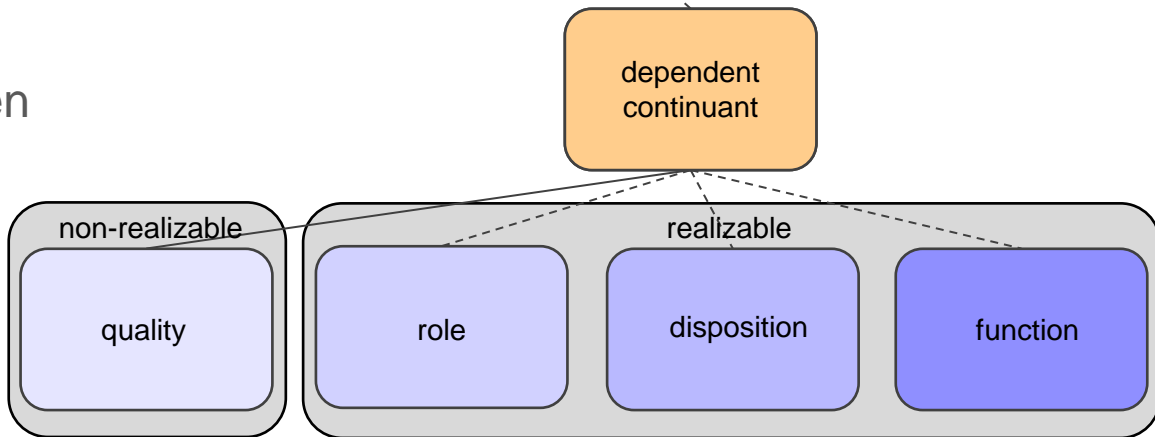 dependent
continuant
en
non-realizable
realizable
quality
role
disposition
function